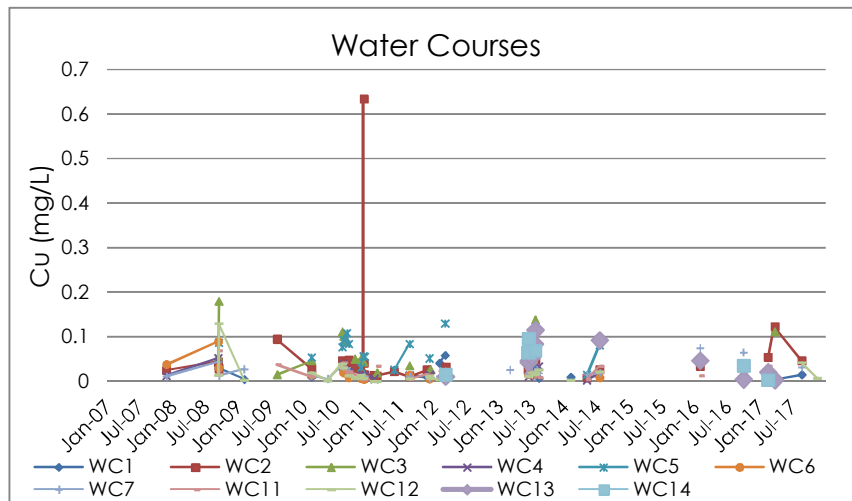 Water Courses
Cu (mg/L)
0.7
0.6
0.5
0.4
0.3
0.2
0.1
0
Jan-07
Jul-07
Jan-08
Jul-08
Jan-09
Jul-09
Jan-10
Jul-10
Jan-11
Jul-11
Jan-12
Jul-12
Jan-13
Jul-13
Jan-14
Jul-14
Jan-15
Jul-15
Jan-16
Jul-16
Jan-17
Jul-17
WC1 WC2 WC3 WC4 WC5 WC6
WC7 WC11 WC12 WC13 WC14